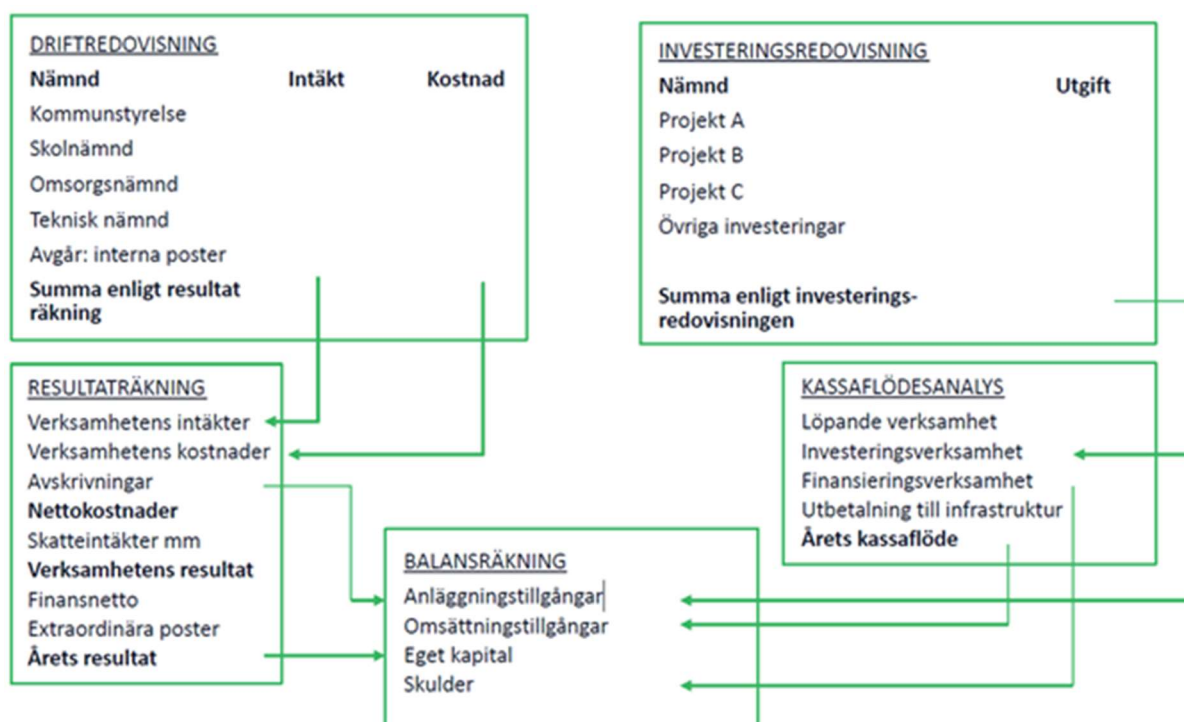 DRIFTREDOVISNING
Nämnd Intäkt Kostnad
Kommunstyrelse
Skolnämnd
Omsorgsnämnd
Teknisk nämnd
Avgår: interna poster
Summa enligt resultat
räkning
INVESTERINGSREDOVISNING
Nämnd Utgift
Projekt A
Projekt B
Projekt C
Övriga investeringar
Summa enligt investerings-
redovisningen
RESULTATRÄKNING
Verksamhetens intäkter
Verksamhetens kostnader
Avskrivningar
Nettokostnader
Skatteintäkter mm
Verksamhetens resultat
Finansnetto
Extraordinära poster
Årets resultat
BALANSRÄKNING
Anläggningstillgångar
Omsättningstillgångar
Eget kapital
Skulder
KASSAFLÖDESANALYS
Löpande verksamhet
Investeringsverksamhet
Finansieringsverksamhet
Utbetalning till infrastruktur
Årets kassaflöde